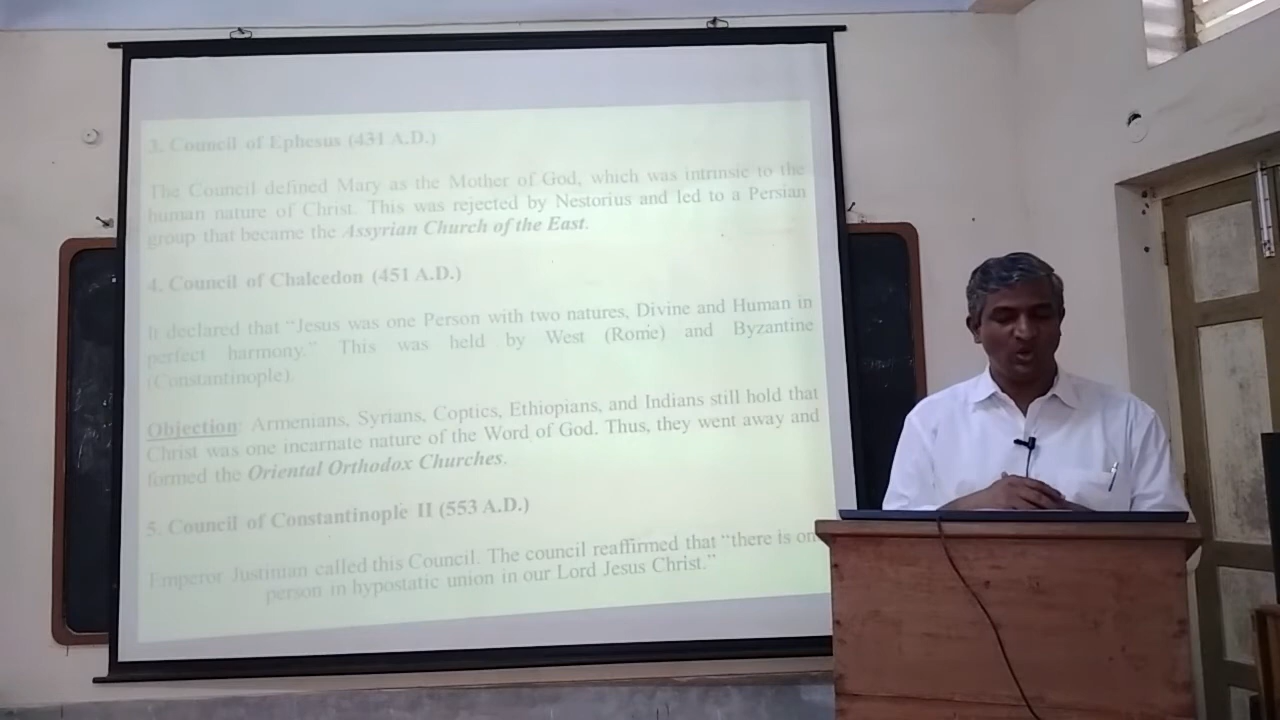 3. Council of Ephesus (431 A.D.)
The Council defined Mary as the Mother of God, which was intrinsic to the
human nature of Christ. This was rejected by Nestorius and led to a Persian
group that became the Assyrian Church of the East.
4. Council of Chalcedon (451 A.D.)
It declared that “Jesus was one Person with two natures, Divine and Human in
perfect harmony.” This was held by West (Rome) and Byzantine
(Constantinople).
Objection: Armenians, Syrians, Coptics, Ethiopians, and Indians still hold that
Christ was one incarnate nature of the Word of God. Thus, they went away and
formed the Oriental Orthodox Churches.
5. Council of Constantinople II (553 A.D.)
Emperor Justinian called this Council. The council reaffirmed that “there is on
person in hypostatic union in our Lord Jesus Christ.”